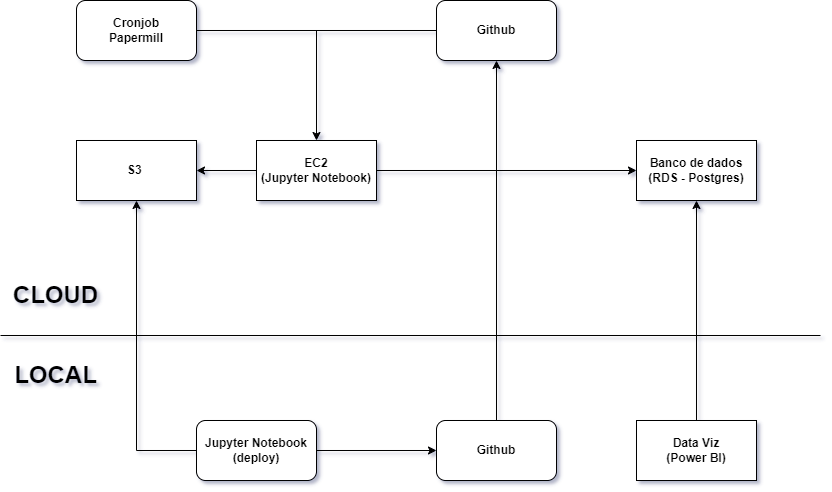 Cronjob
Papermill
Github
S3
EC2
(Jupyter Notebook)
Banco de dados
(RDS - Postgres)
CLOUD
LOCAL
Jupyter Notebook
(deploy)
Github
Data Viz
(Power BI)